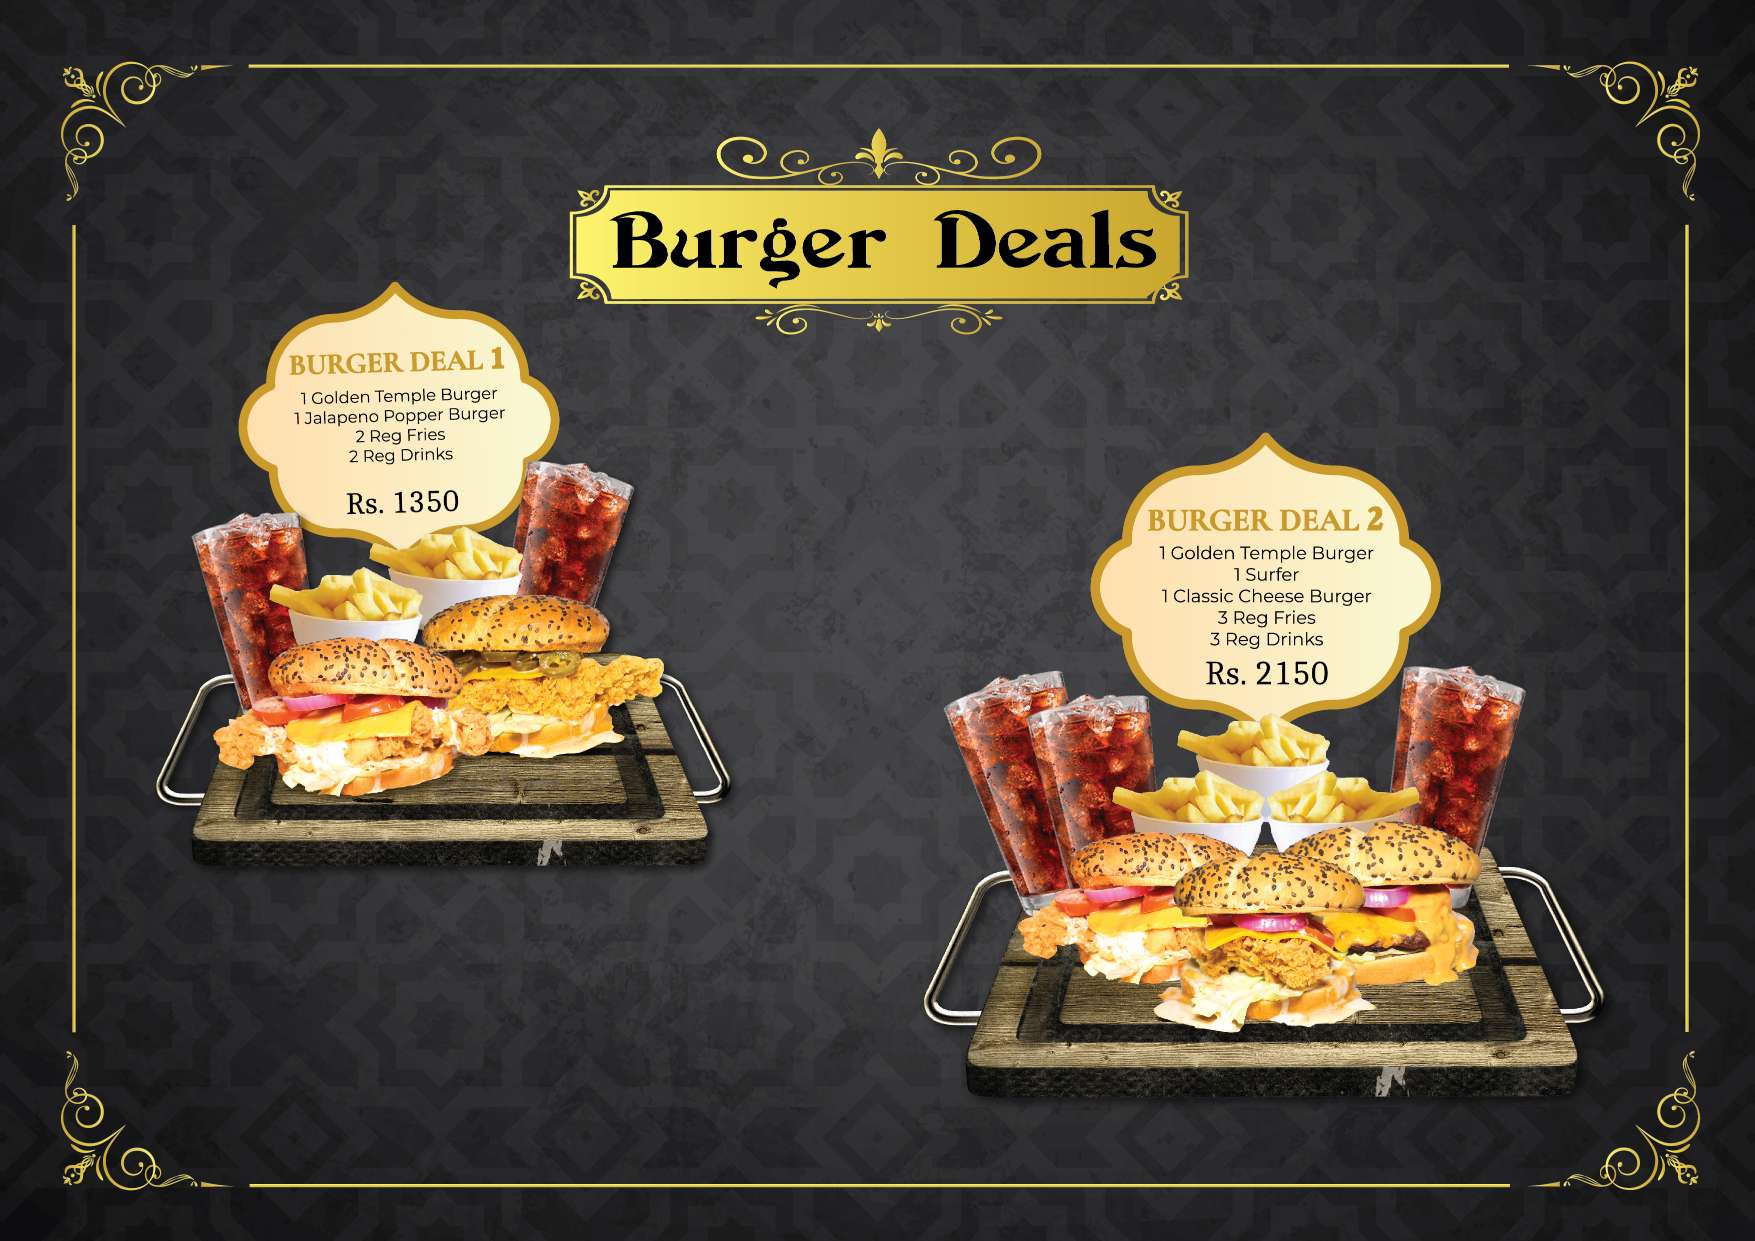 Burger Deals
BURGER DEAL 1
1 Golden Temple Burger
1 Jalapeno Popper Burger
2 Reg Fries
2 Reg Drinks
Rs. 1350
BURGER DEAL 2
1 Golden Temple Burger
1 Surfer
1 Classic Cheese Burger
3 Reg Fries
3 Reg Drinks
Rs. 2150